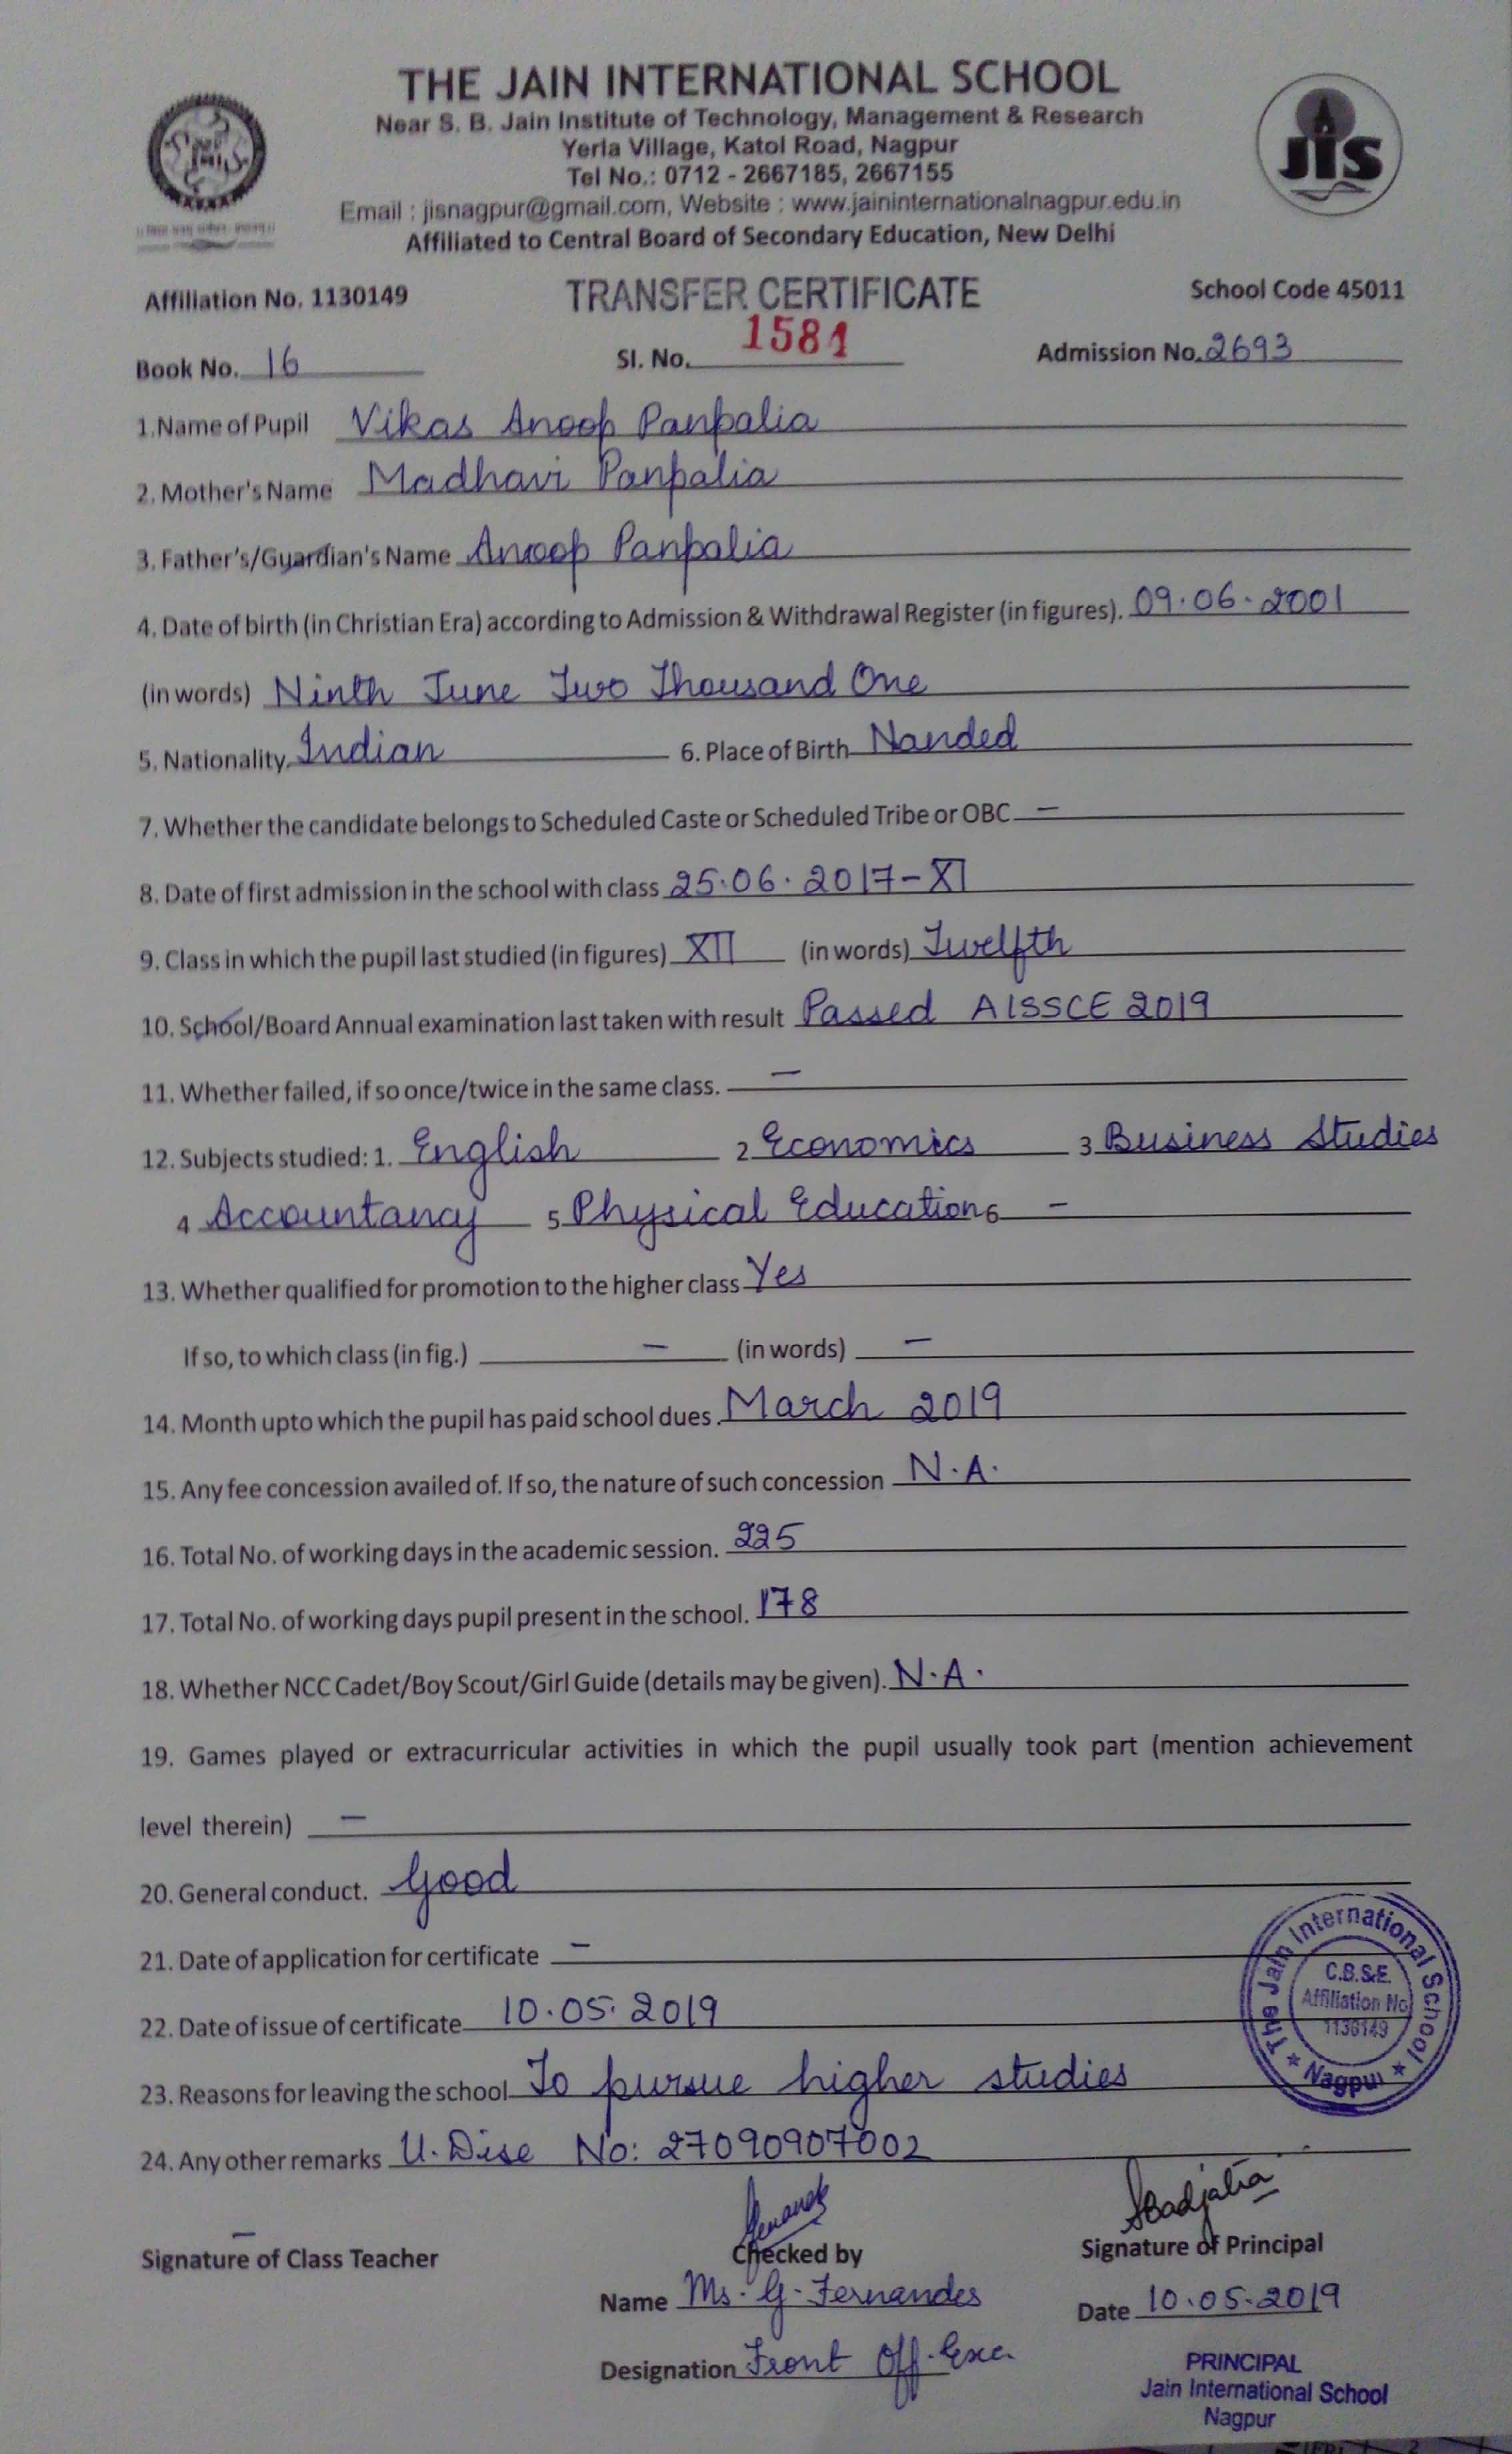 THE JAIN INTERNATIONAL SCHOOL
Near S. B. Jain Institute of Technology, Management & Research
Yerla Village, Katol Road, Nagpur
Tel No.: 0712 - 2667185, 2667155
Email : jisnagpur@gmail.com, Website : www.jaininternationalnagpur.edu.in
Affiliated to Central Board of Secondary Education, New Delhi
JIS
Affiliation No. 1130149 TRANSFER CERTIFICATE School Code 45011
Book No. 16 Sl. No. 1581 Admission No. 2693
1.Name of Pupil Vikas Anoop Panpalia
2. Mother's Name Madhavi Panpalia
3. Father's/Guardian's Name Anoop Panpalia
4. Date of birth (in Christian Era) according to Admission & Withdrawal Register (in figures). 09.06.2001
(in words) Ninth June Two Thousand One
5. Nationality Indian 6. Place of Birth Nanded
7. Whether the candidate belongs to Scheduled Caste or Scheduled Tribe or OBC –
8. Date of first admission in the school with class 25.06.2017-XI
9. Class in which the pupil last studied (in figures) XII (in words) Twelfth
10. School/Board Annual examination last taken with result Passed AISSCE 2019
11. Whether failed, if so once/twice in the same class. –
12. Subjects studied: 1. English 2 Economics 3 Business Studies
4 Accountancy 5 Physical Education 6 –
13. Whether qualified for promotion to the higher class Yes
If so, to which class (in fig.) – (in words) –
14. Month upto which the pupil has paid school dues. March 2019
15. Any fee concession availed of. If so, the nature of such concession N.A.
16. Total No. of working days in the academic session. 225
17. Total No. of working days pupil present in the school. 178
18. Whether NCC Cadet/Boy Scout/Girl Guide (details may be given). N.A.
19. Games played or extracurricular activities in which the pupil usually took part (mention achievement
level therein) –
20. General conduct. Good
21. Date of application for certificate –
22. Date of issue of certificate 10.05.2019
23. Reasons for leaving the school To pursue higher studies
24. Any other remarks U. Dise No: 27090907002
The Jain International School
C.B.S.E.
Affiliation No
1130149
Nagpur
–
Signature of Class Teacher Checked by Signature of Principal
Name Ms. G. Fernandes Date 10.05.2019
Designation Front Off. Exe.
PRINCIPAL
Jain International School
Nagpur